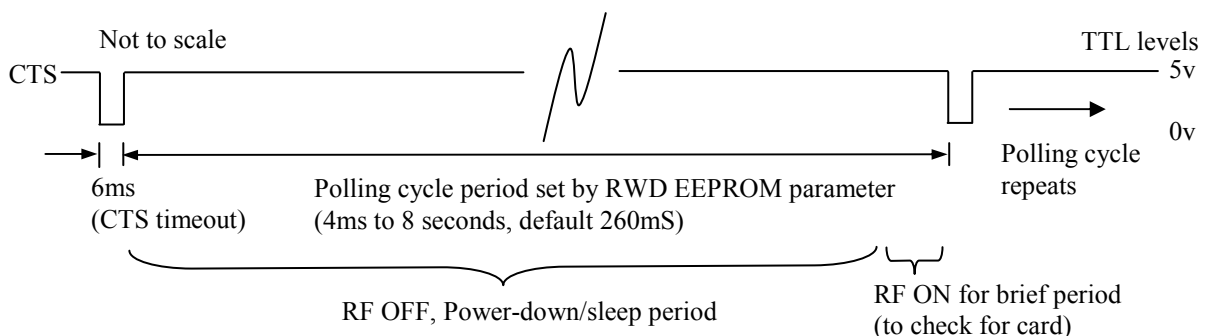 Not to scale
TTL levels
CTS
5v
0v
6ms
(CTS timeout)
Polling cycle period set by RWD EEPROM parameter
(4ms to 8 seconds, default 260mS)
Polling cycle
repeats
RF OFF, Power-down/sleep period
RF ON for brief period
(to check for card)